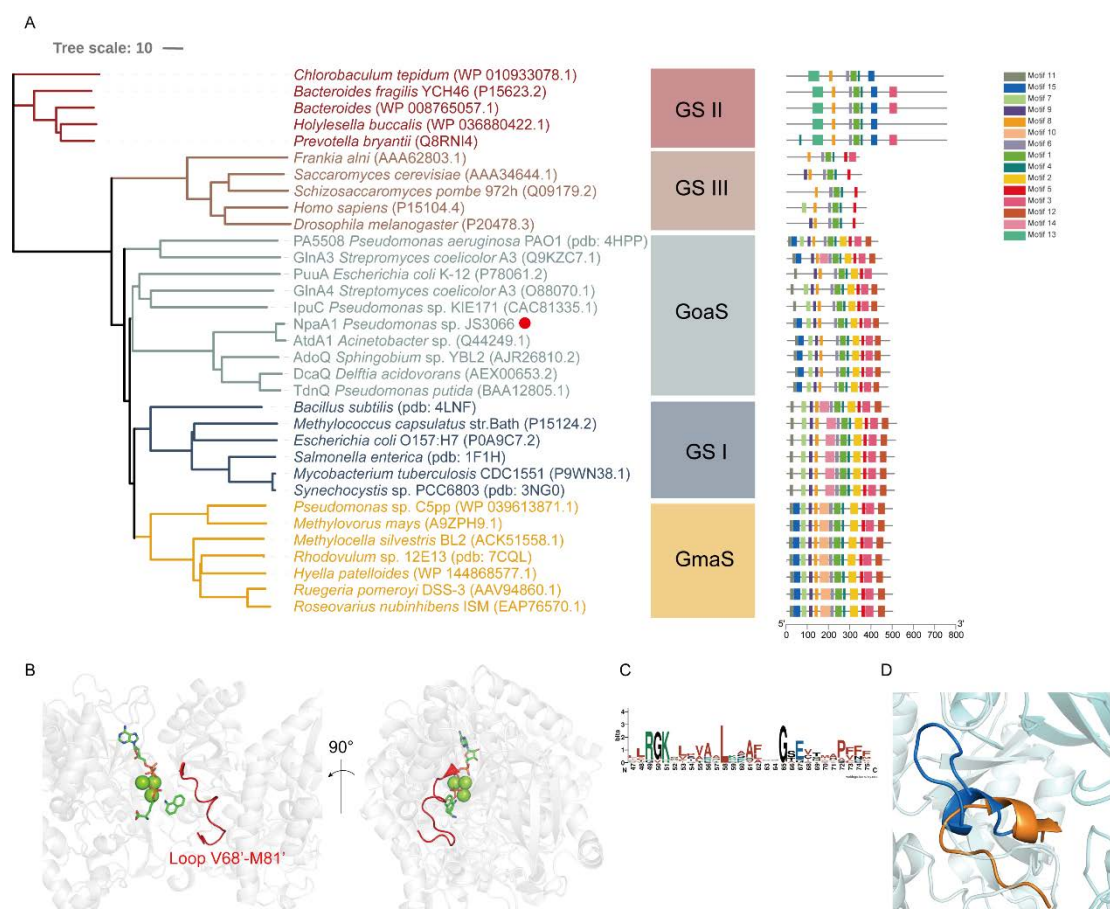 A
Tree scale: 10
Chlorobaculum tepidum (WP 010933078.1)
Bacteroides fragilis YCH46 (P15623.2)
Bacteroides (WP 008765057.1)
Holylesella buccalis (WP 036880422.1)
Prevotella bryantii (Q8RNI4)
GS II
Frankia alni (AAA62803.1)
Saccaromyces cerevisiae (AAA34644.1)
Schizosaccaromyces pombe 972h (Q09179.2)
Homo sapiens (P15104.4)
Drosophila melanogaster (P20478.3)
GS III
PA5508 Pseudomonas aeruginosa PAO1 (pdb: 4HPP)
GlnA3 Strepromyces coelicolor A3 (Q9KZC7.1)
PuuA Escherichia coli K-12 (P78061.2)
GlnA4 Streptomyces coelicolor A3 (O88070.1)
IpuC Pseudomonas sp. KIE171 (CAC81335.1)
NpaA1 Pseudomonas sp. JS3066
AtdA1 Acinetobacter sp. (Q44249.1)
AdoQ Sphingobium sp. YBL2 (AJR26810.2)
DcaQ Delftia acidovorans (AEX00653.2)
TdnQ Pseudomonas putida (BAA12805.1)
GoaS
Bacillus subtilis (pdb: 4LNF)
Methylococcus capsulatus str.Bath (P15124.2)
Escherichia coli O157:H7 (P0A9C7.2)
Salmonella enterica (pdb: 1F1H)
Mycobacterium tuberculosis CDC1551 (P9WN38.1)
Synechocystis sp. PCC6803 (pdb: 3NG0)
GS I
Pseudomonas sp. C5pp (WP 039613871.1)
Methylovorus mays (A9ZPH9.1)
Methylocella silvestris BL2 (ACK51558.1)
Rhodovulum sp. 12E13 (pdb: 7CQL)
Hyella patelloides (WP 144868577.1)
Ruegeria pomeroyi DSS-3 (AAV94860.1)
Roseovarius nubinhibens ISM (EAP76570.1)
GmaS
Motif 11
Motif 15
Motif 7
Motif 9
Motif 8
Motif 10
Motif 6
Motif 1
Motif 4
Motif 2
Motif 5
Motif 3
Motif 12
Motif 14
Motif 13
5' 3'
0 100 200 300 400 500 600 700 800
B
90°
Loop V68'-M81'
C
bits
4
3
2
1
0
N
C
D